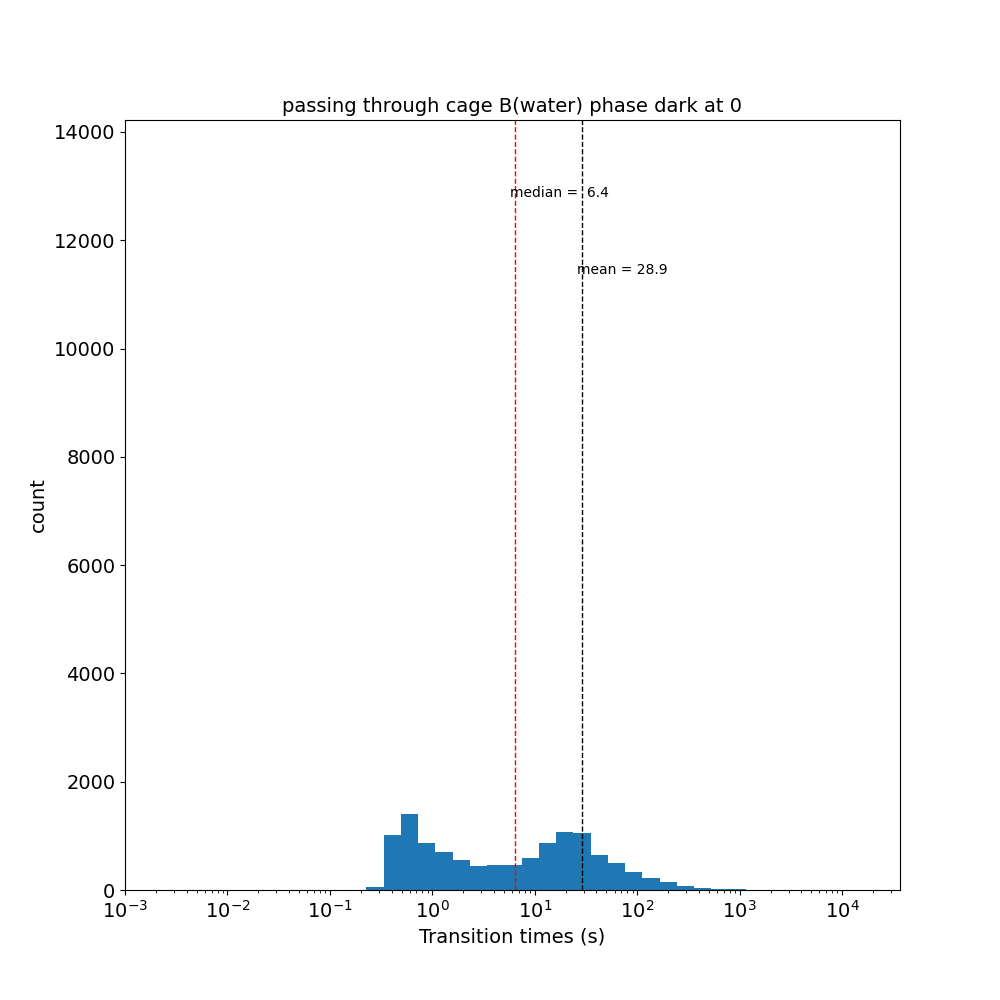 passing through cage B(water) phase dark at 0
14000
12000
10000
8000
6000
4000
2000
0
count
median =  6.4
mean = 28.9
10⁻³ 10⁻² 10⁻¹ 10⁰ 10¹ 10² 10³ 10⁴
Transition times (s)